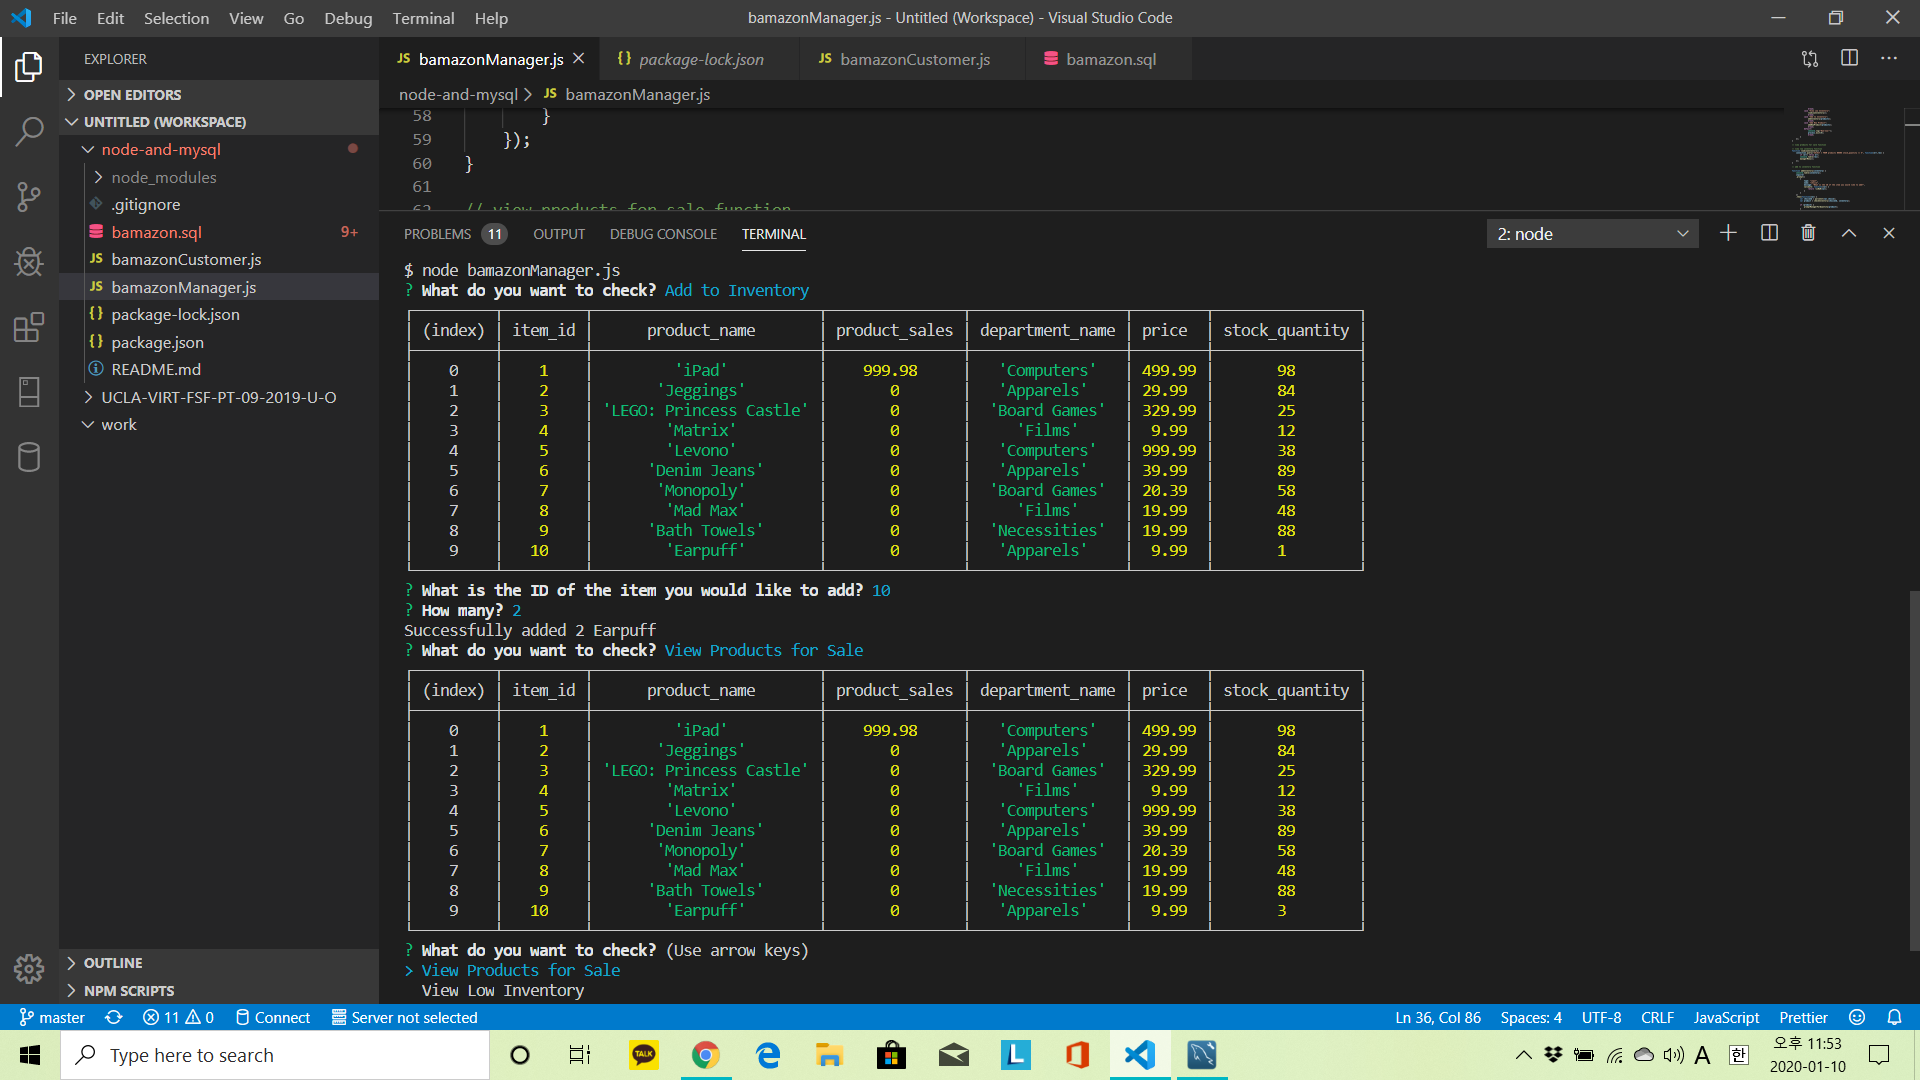 File Edit Selection View Go Debug Terminal Help
bamazonManager.js - Untitled (Workspace) - Visual Studio Code
EXPLORER
OPEN EDITORS
UNTITLED (WORKSPACE)
node-and-mysql
node_modules
.gitignore
bamazon.sql 9+
JS bamazonCustomer.js
JS bamazonManager.js
{} package-lock.json
{} package.json
README.md
UCLA-VIRT-FSF-PT-09-2019-U-O
work
OUTLINE
NPM SCRIPTS
JS bamazonManager.js {} package-lock.json JS bamazonCustomer.js bamazon.sql
node-and-mysql > JS bamazonManager.js
58 }
59 });
60 }
61
62 // view products for sale function
PROBLEMS 11 OUTPUT DEBUG CONSOLE TERMINAL 2: node
$ node bamazonManager.js
? What do you want to check? Add to Inventory
(index) item_id product_name product_sales department_name price stock_quantity
0 1 'iPad' 999.98 'Computers' 499.99 98
1 2 'Jeggings' 0 'Apparels' 29.99 84
2 3 'LEGO: Princess Castle' 0 'Board Games' 329.99 25
3 4 'Matrix' 0 'Films' 9.99 12
4 5 'Levono' 0 'Computers' 999.99 38
5 6 'Denim Jeans' 0 'Apparels' 39.99 89
6 7 'Monopoly' 0 'Board Games' 20.39 58
7 8 'Mad Max' 0 'Films' 19.99 48
8 9 'Bath Towels' 0 'Necessities' 19.99 88
9 10 'Earpuff' 0 'Apparels' 9.99 1
? What is the ID of the item you would like to add? 10
? How many? 2
Successfully added 2 Earpuff
? What do you want to check? View Products for Sale
(index) item_id product_name product_sales department_name price stock_quantity
0 1 'iPad' 999.98 'Computers' 499.99 98
1 2 'Jeggings' 0 'Apparels' 29.99 84
2 3 'LEGO: Princess Castle' 0 'Board Games' 329.99 25
3 4 'Matrix' 0 'Films' 9.99 12
4 5 'Levono' 0 'Computers' 999.99 38
5 6 'Denim Jeans' 0 'Apparels' 39.99 89
6 7 'Monopoly' 0 'Board Games' 20.39 58
7 8 'Mad Max' 0 'Films' 19.99 48
8 9 'Bath Towels' 0 'Necessities' 19.99 88
9 10 'Earpuff' 0 'Apparels' 9.99 3
? What do you want to check? (Use arrow keys)
> View Products for Sale
View Low Inventory
master 11 0 Connect Server not selected Ln 36, Col 86 Spaces: 4 UTF-8 CRLF JavaScript Prettier
Type here to search
TALK
L
A 한
오후 11:53
2020-01-10